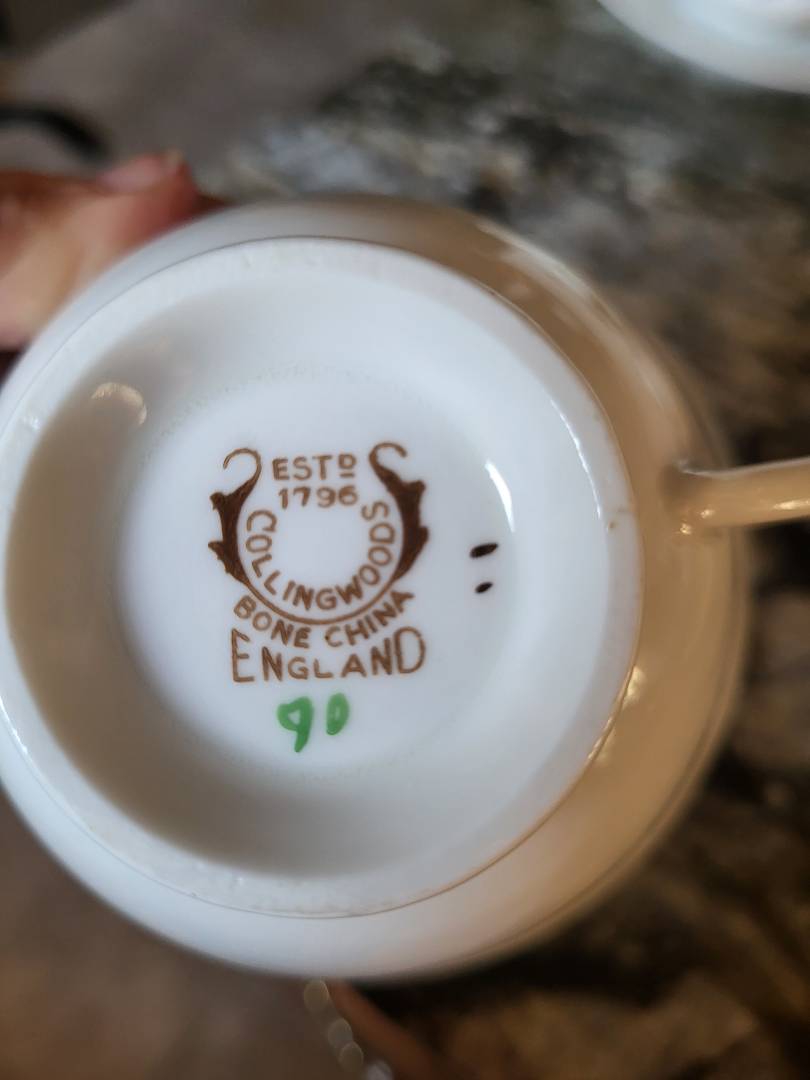 ESTD
1796
COLLINGWOODS
BONE CHINA
ENGLAND
90